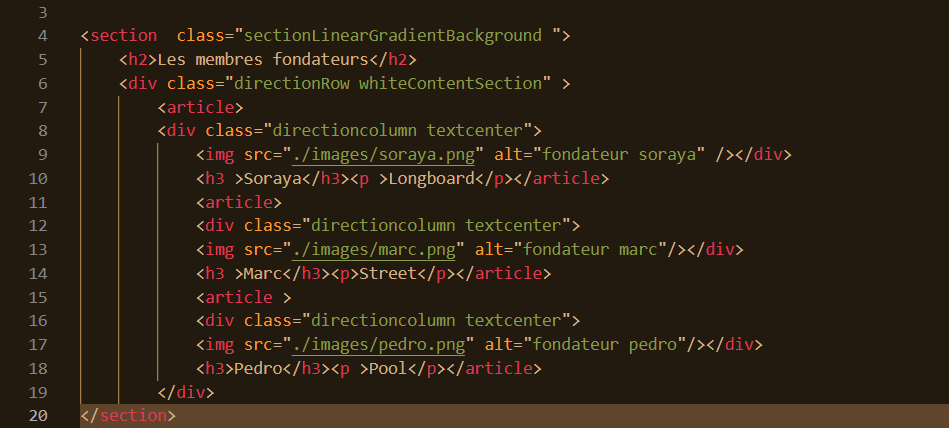 3
4 <section  class="sectionLinearGradientBackground ">
5     <h2>Les membres fondateurs</h2>
6     <div class="directionRow whiteContentSection" >
7         <article>
8         <div class="directioncolumn textcenter">
9             <img src="./images/soraya.png" alt="fondateur soraya" /></div>
10             <h3 >Soraya</h3><p >Longboard</p></article>
11             <article>
12             <div class="directioncolumn textcenter">
13             <img src="./images/marc.png" alt="fondateur marc"/></div>
14             <h3 >Marc</h3><p>Street</p></article>
15             <article >
16             <div class="directioncolumn textcenter">
17             <img src="./images/pedro.png" alt="fondateur pedro"/></div>
18             <h3>Pedro</h3><p >Pool</p></article>
19         </div>
20 </section>